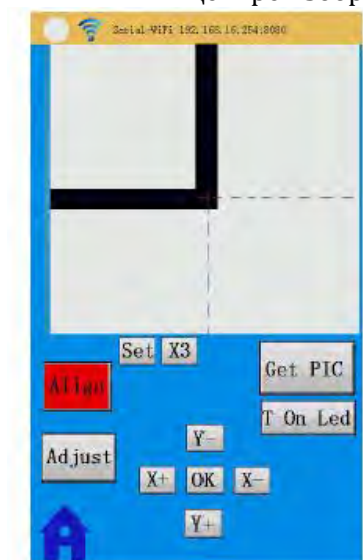 Serial-WiFi 192.168.16.254:8080
Set X3
Get PIC
Align
T On Led
Adjust
Y-
X+ OK X-
Y+